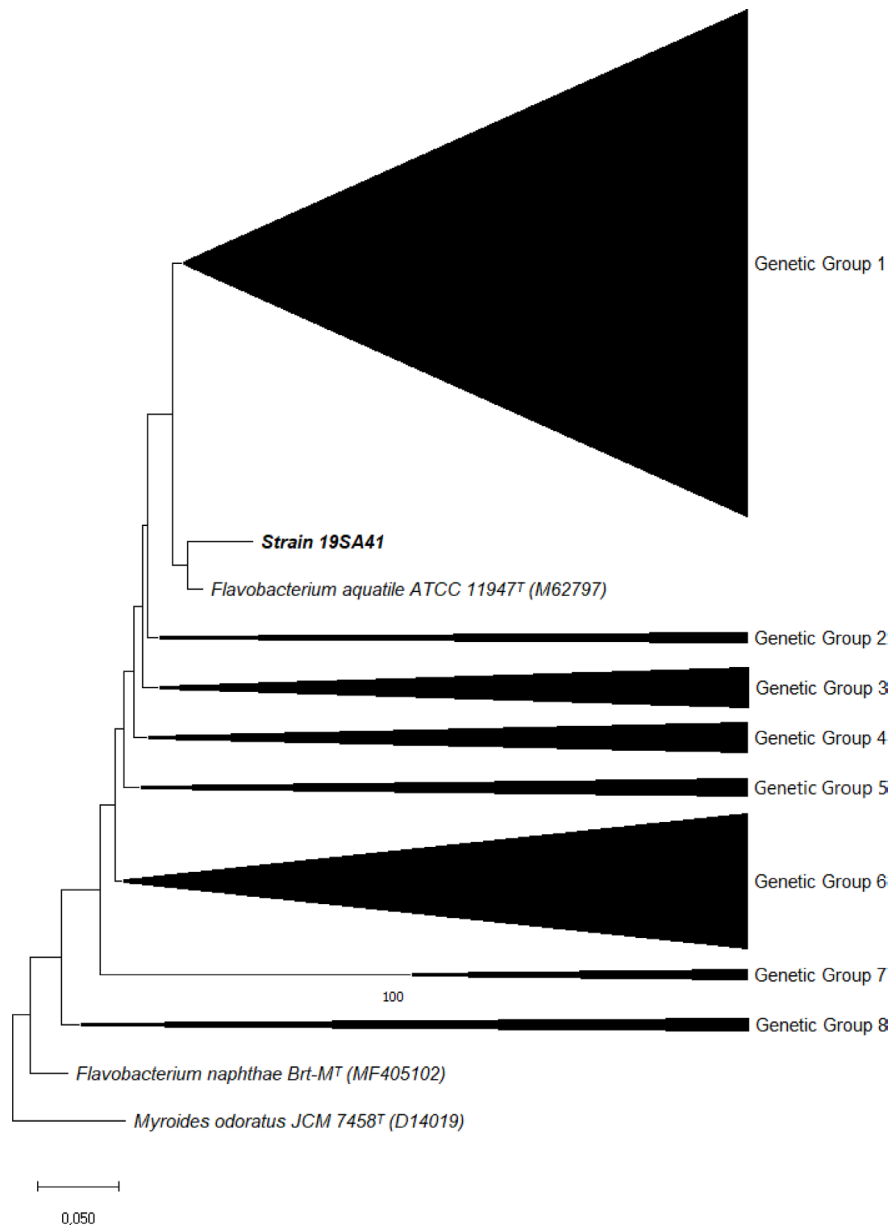 Genetic Group 1
Strain 19SA41
Flavobacterium aquatile ATCC 11947ᵀ (M62797)
Genetic Group 2
Genetic Group 3
Genetic Group 4
Genetic Group 5
Genetic Group 6
Genetic Group 7
100
Genetic Group 8
Flavobacterium naphthae Brt-Mᵀ (MF405102)
Myroides odoratus JCM 7458ᵀ (D14019)
0,050